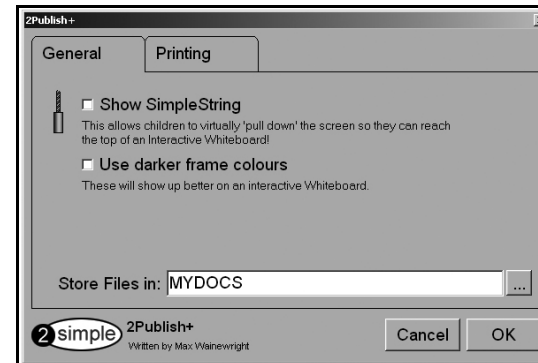 2Publish+
General
Printing
Show SimpleString
This allows children to virtually 'pull down' the screen so they can reach
the top of an Interactive Whiteboard!
Use darker frame colours
These will show up better on an interactive Whiteboard.
Store Files in: MYDOCS
...
2simple
2Publish+
Written by Max Wainewright
Cancel
OK